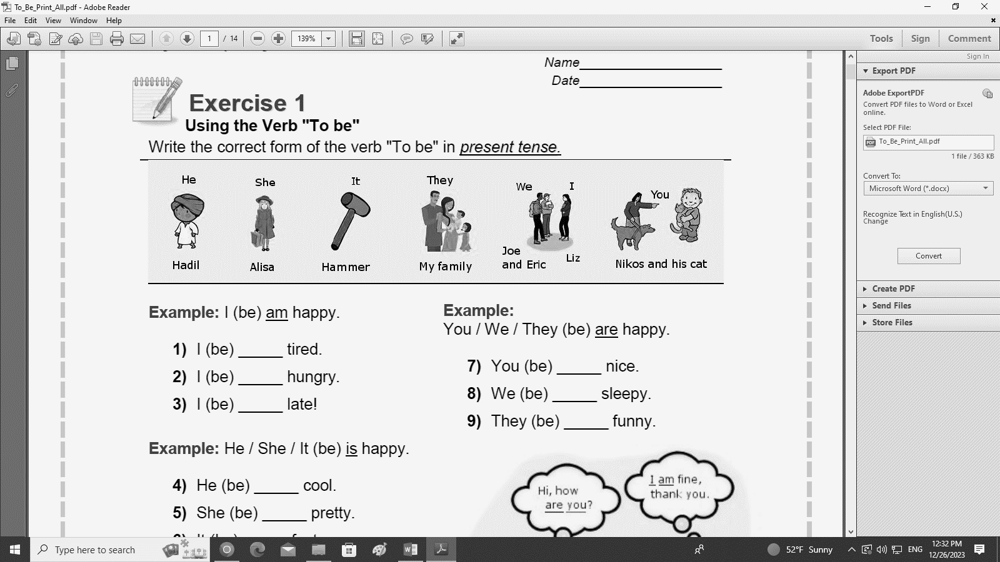 To_Be_Print_All.pdf - Adobe Reader
File Edit View Window Help
1 / 14 139% Tools Sign Comment
Sign In
Name
Date
Exercise 1
Using the Verb "To be"
Write the correct form of the verb "To be" in present tense.
He She It They We I You
Hadil Alisa Hammer My family Joe and Eric Liz Nikos and his cat
Example: I (be) am happy.
1) I (be) _____ tired.
2) I (be) _____ hungry.
3) I (be) _____ late!
Example: He / She / It (be) is happy.
4) He (be) _____ cool.
5) She (be) _____ pretty.
Example:
You / We / They (be) are happy.
7) You (be) _____ nice.
8) We (be) _____ sleepy.
9) They (be) _____ funny.
Hi, how
are you?
I am fine,
thank you.
Export PDF
Adobe ExportPDF
Convert PDF files to Word or Excel
online.
Select PDF File:
PDF To_Be_Print_All.pdf
1 file / 363 KB
Convert To:
Microsoft Word (*.docx)
Recognize Text in English(U.S.)
Change
Convert
Create PDF
Send Files
Store Files
Type here to search
52°F Sunny
ENG
12:32 PM
12/26/2023